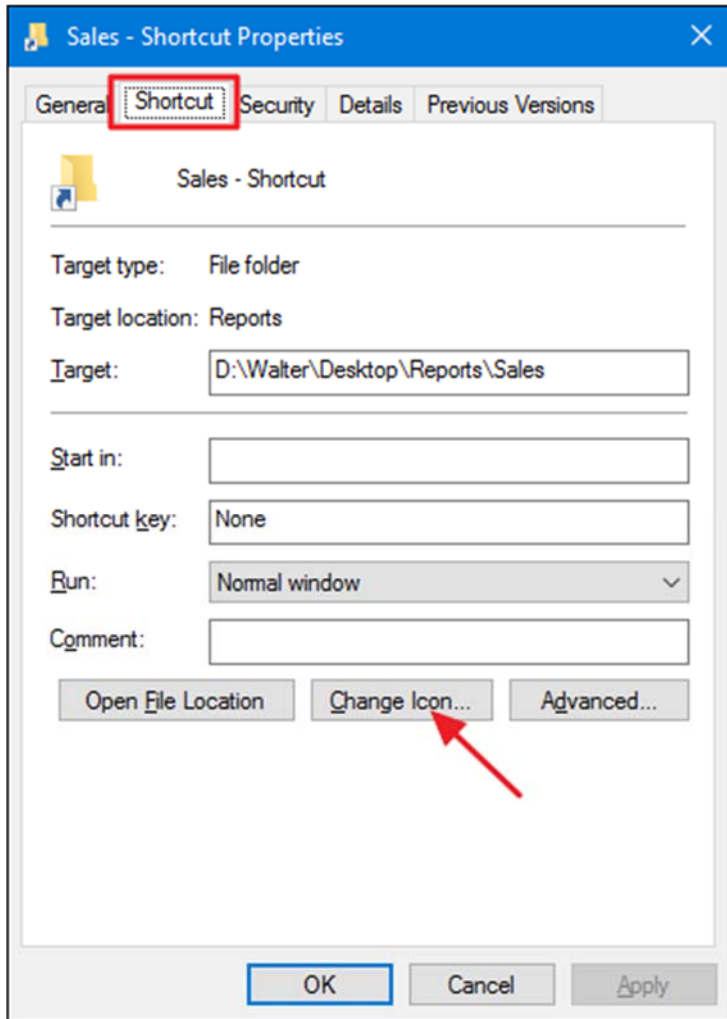 Sales - Shortcut Properties
General Shortcut Security Details Previous Versions
Sales - Shortcut
Target type: File folder
Target location: Reports
Target: D:\Walter\Desktop\Reports\Sales
Start in:
Shortcut key: None
Run: Normal window
Comment:
Open File Location Change Icon... Advanced...
OK Cancel Apply